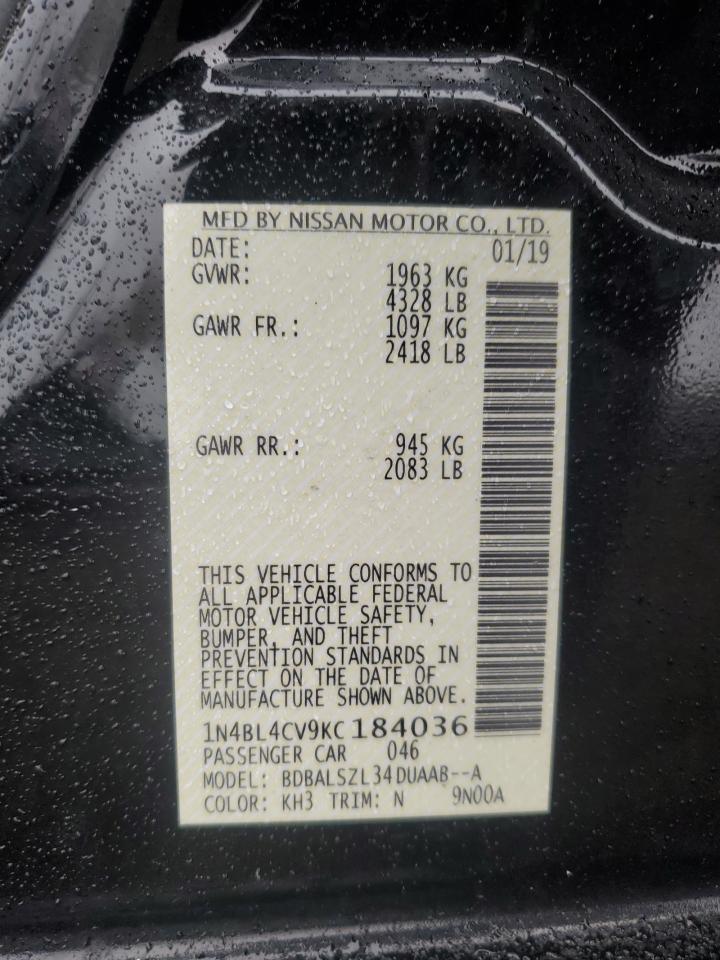 MFD BY NISSAN MOTOR CO., LTD.
DATE: 01/19
GVWR: 1963 KG
4328 LB
GAWR FR.: 1097 KG
2418 LB
GAWR RR.: 945 KG
2083 LB
THIS VEHICLE CONFORMS TO
ALL APPLICABLE FEDERAL
MOTOR VEHICLE SAFETY,
BUMPER, AND THEFT
PREVENTION STANDARDS IN
EFFECT ON THE DATE OF
MANUFACTURE SHOWN ABOVE.
1N4BL4CV9KC184036
PASSENGER CAR 046
MODEL: BDBALSZL34DUAAB--A
COLOR: KH3 TRIM: N 9N00A